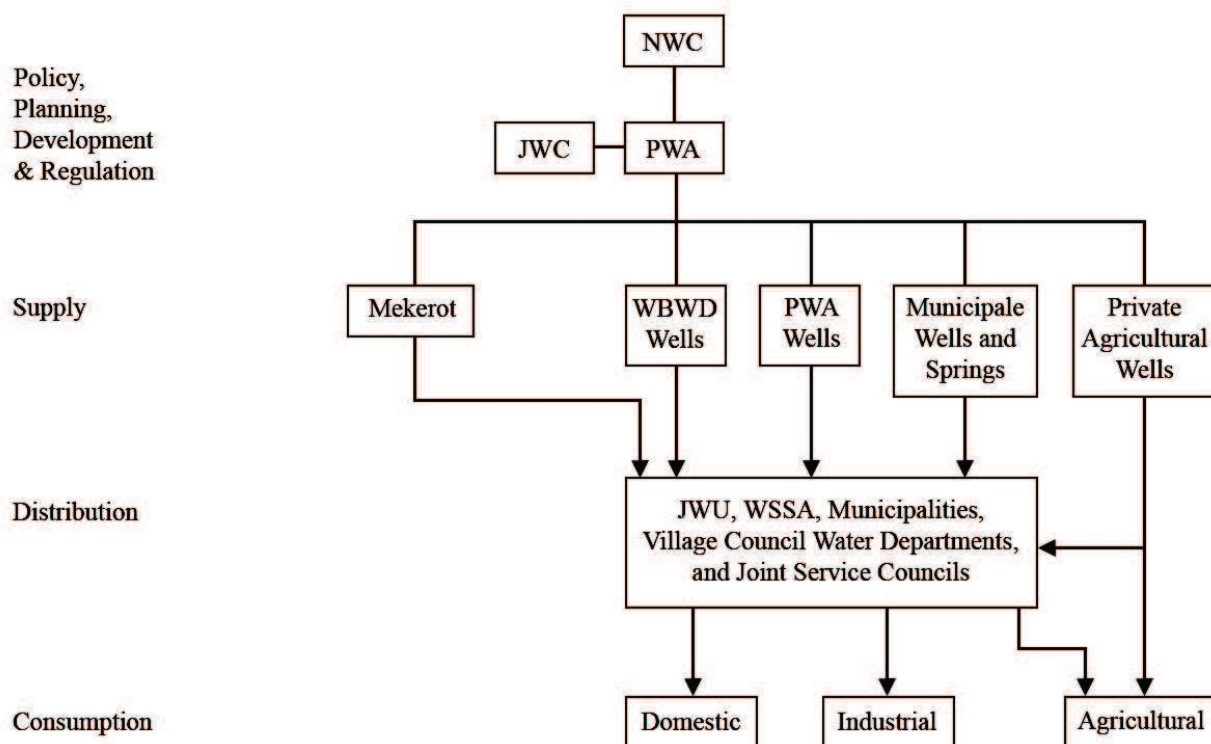 NWC
Policy,
Planning,
Development
& Regulation
JWC
PWA
Supply
Mekerot
WBWD
Wells
PWA
Wells
Municipale
Wells and
Springs
Private
Agricultural
Wells
Distribution
JWU, WSSA, Municipalities,
Village Council Water Departments,
and Joint Service Councils
Consumption
Domestic
Industrial
Agricultural